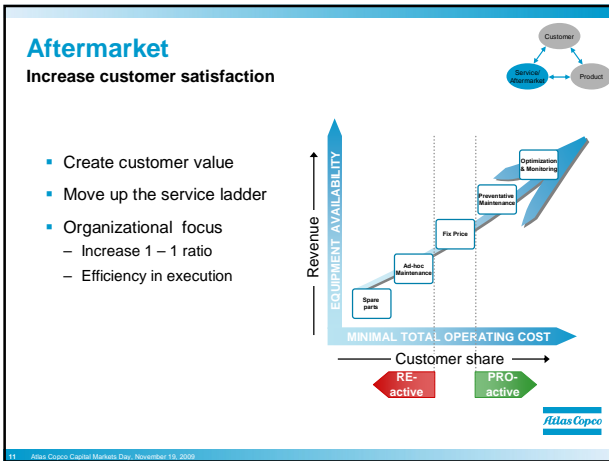 Aftermarket
Increase customer satisfaction
Customer
Service/
Aftermarket
Product
▪ Create customer value
▪ Move up the service ladder
▪ Organizational focus
– Increase 1 – 1 ratio
– Efficiency in execution
Revenue
EQUIPMENT AVAILABILITY
Optimization
& Monitoring
Preventative
Maintenance
Fix Price
Ad-hoc
Maintenance
Spare
parts
MINIMAL TOTAL OPERATING COST
Customer share
RE-
active
PRO-
active
Atlas Copco
11 Atlas Copco Capital Markets Day, November 19, 2009